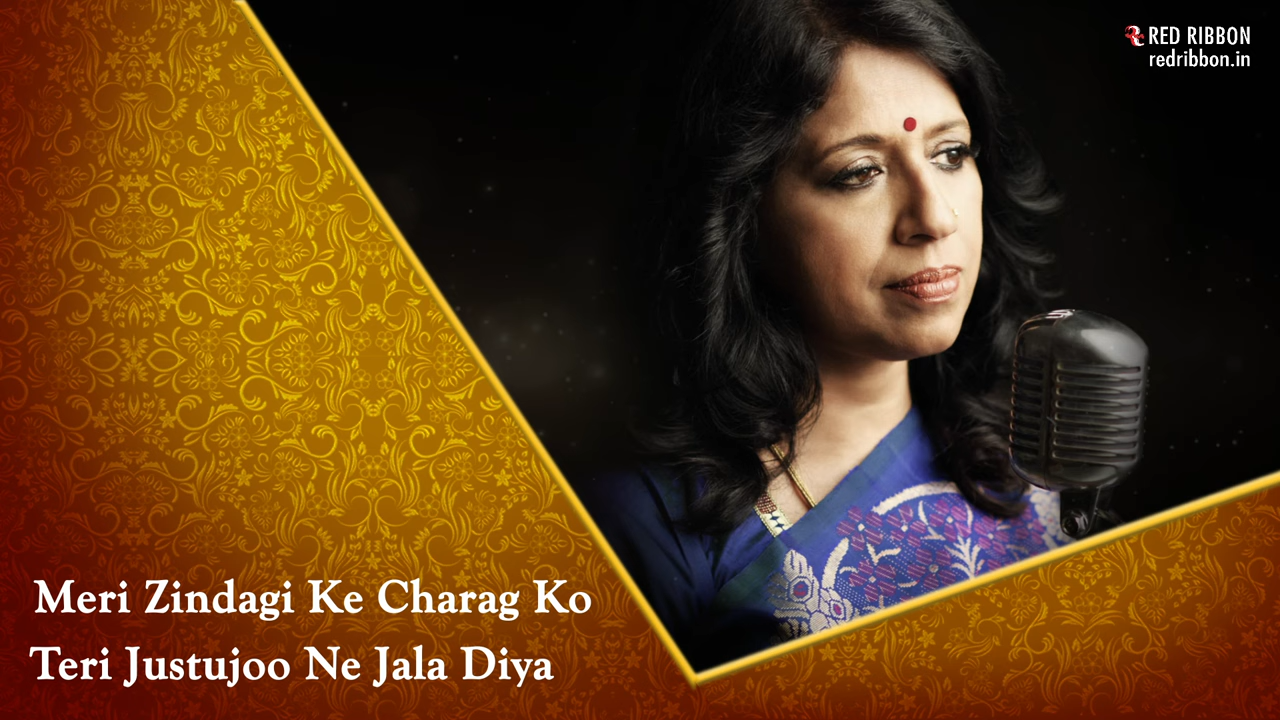 RED RIBBON
redribbon.in
Meri Zindagi Ke Charag Ko
Teri Justujoo Ne Jala Diya